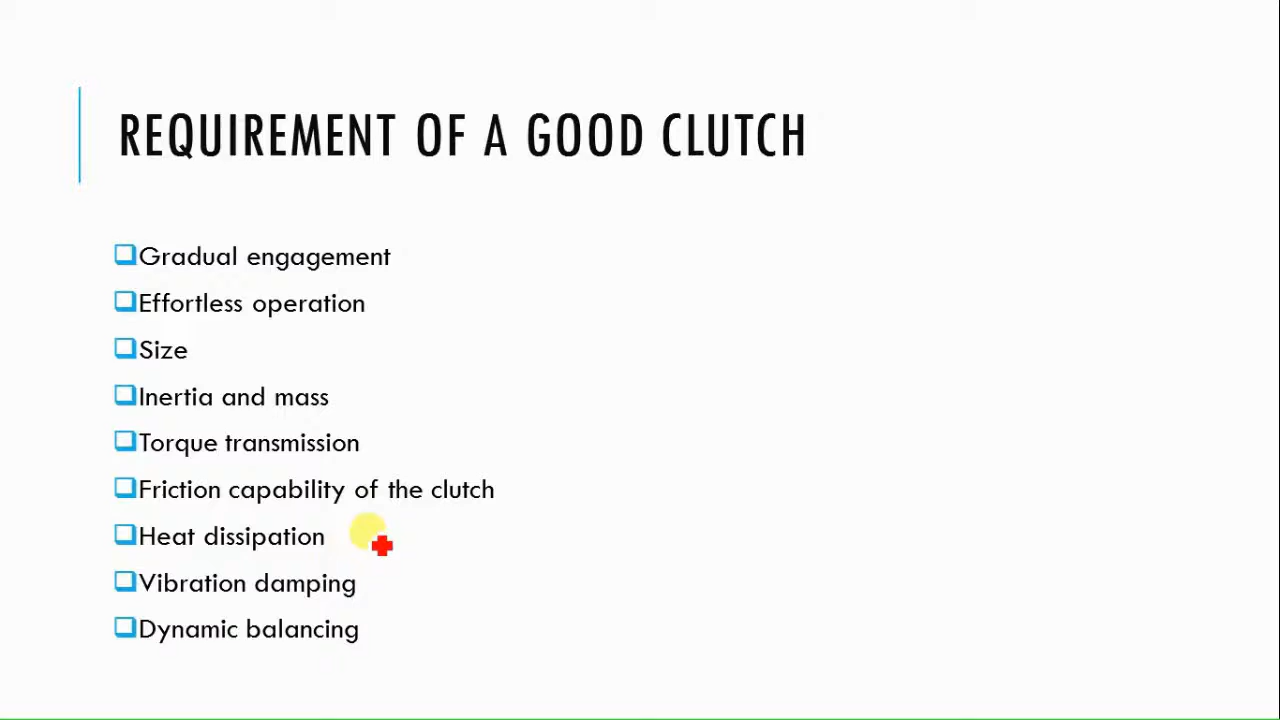 REQUIREMENT OF A GOOD CLUTCH
Gradual engagement
Effortless operation
Size
Inertia and mass
Torque transmission
Friction capability of the clutch
Heat dissipation
Vibration damping
Dynamic balancing